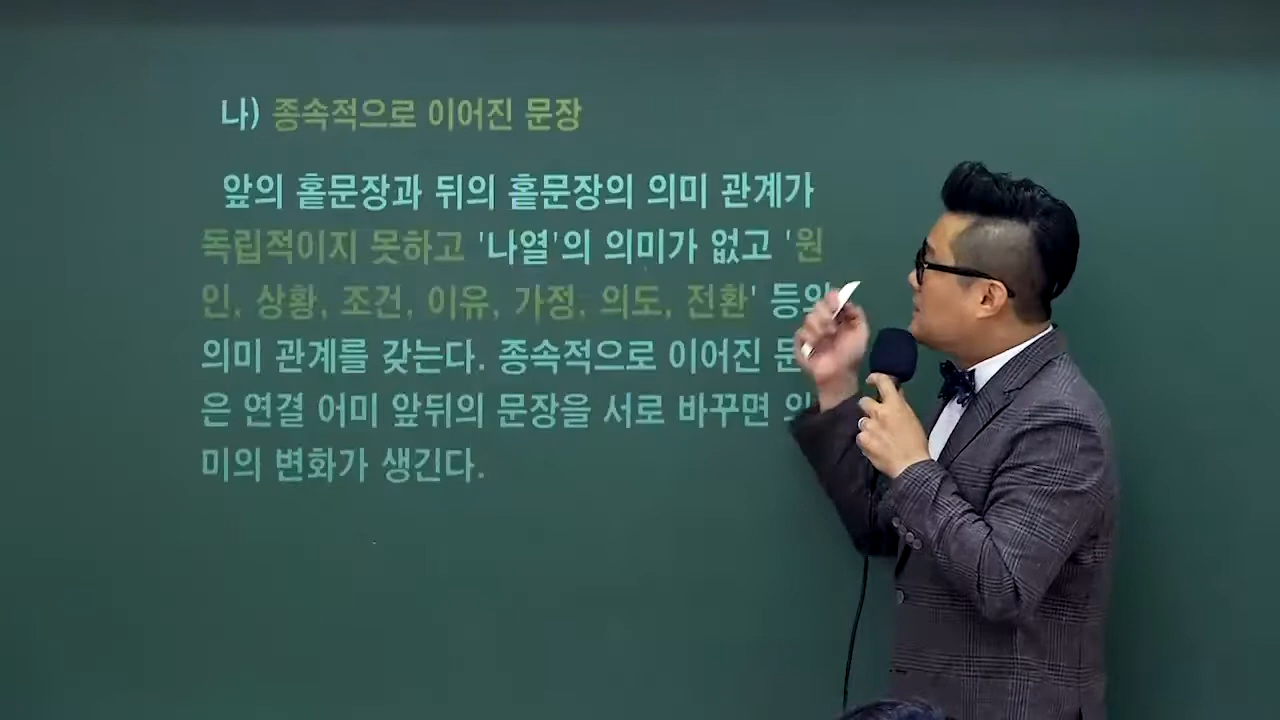 나) 종속적으로 이어진 문장
앞의 홑문장과 뒤의 홑문장의 의미 관계가
독립적이지 못하고 '나열'의 의미가 없고 '원
인, 상황, 조건, 이유, 가정, 의도, 전환' 등의
의미 관계를 갖는다. 종속적으로 이어진
은 연결 어미 앞뒤의 문장을 서로 바꾸면 의
미의 변화가 생긴다.